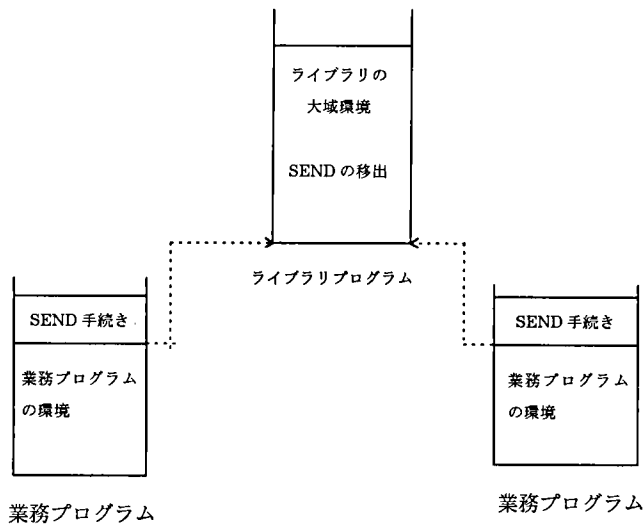 ライブラリの
大域環境
SENDの移出
ライブラリプログラム
SEND手続き
業務プログラム
の環境
業務プログラム
SEND手続き
業務プログラム
の環境
業務プログラム